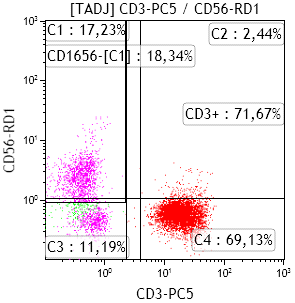 [TADJ] CD3-PC5 / CD56-RD1
10³
C1 : 17,23%
C2 : 2,44%
CD1656-[C1] : 18,34%
10²
CD3+ : 71,67%
10¹
CD56-RD1
10⁰
C3 : 11,19%
C4 : 69,13%
10⁰ 10¹ 10² 10³
CD3-PC5